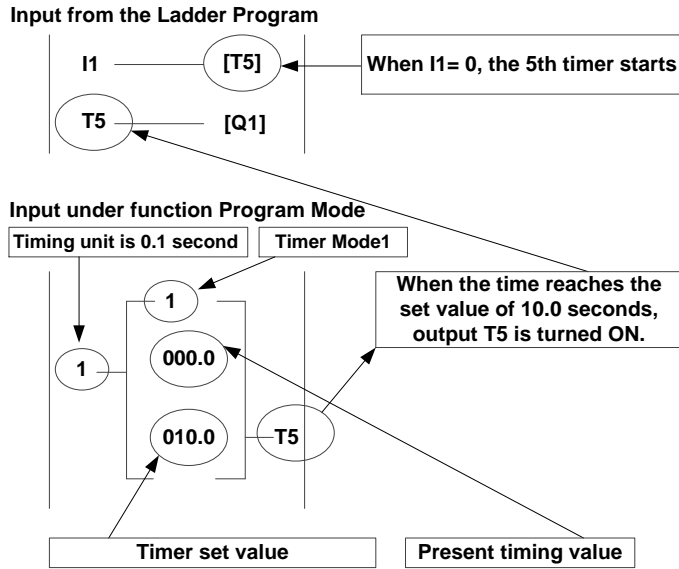 Input from the Ladder Program
I1
[T5]
When I1= 0, the 5th timer starts
T5
[Q1]
Input under function Program Mode
Timing unit is 0.1 second
Timer Mode1
1
When the time reaches the
set value of 10.0 seconds,
output T5 is turned ON.
000.0
1
010.0
T5
Timer set value
Present timing value